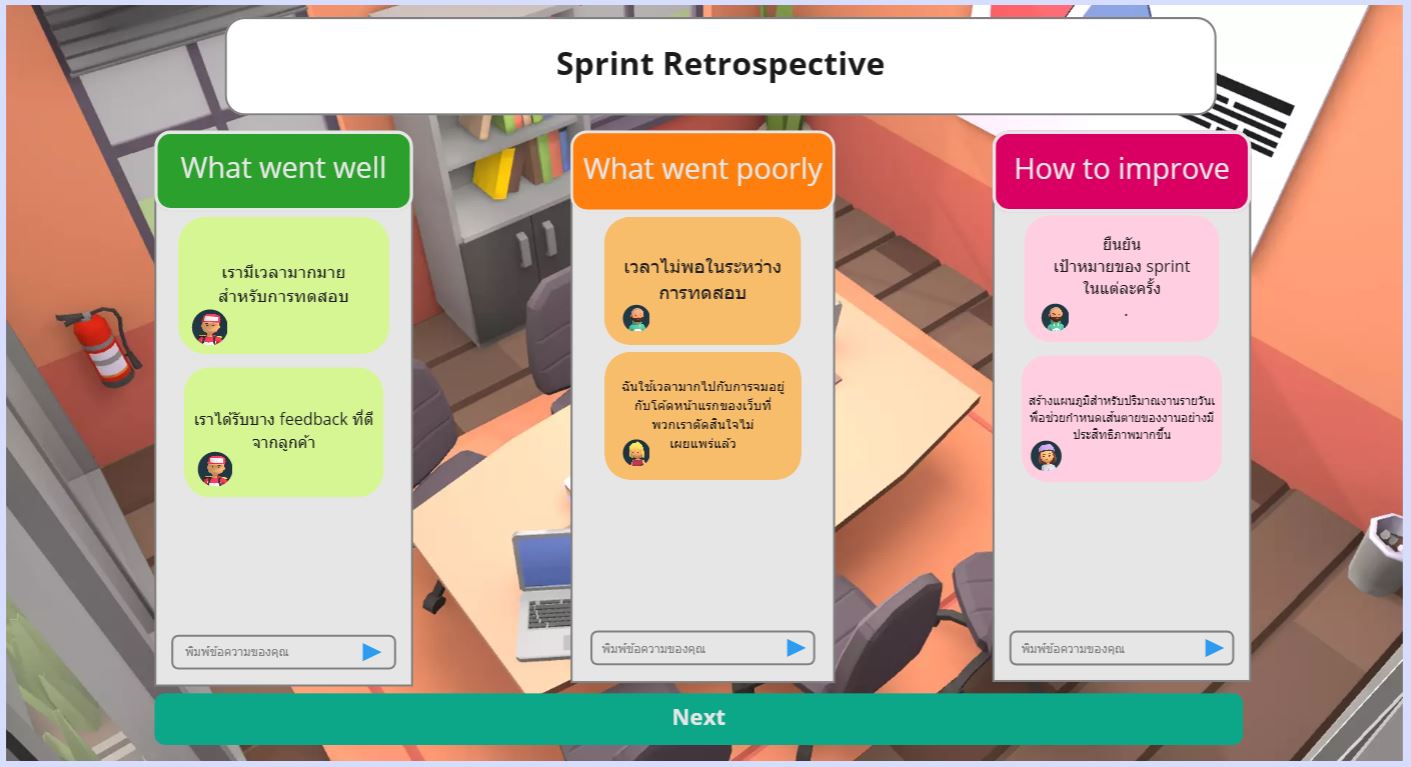 Sprint Retrospective
What went well
เรามีเวลามากมาย
สำหรับการทดสอบ
เราได้รับบาง feedback ที่ดี
จากลูกค้า
พิมพ์ข้อความของคุณ
What went poorly
เวลาไม่พอในระหว่าง
การทดสอบ
ฉันใช้เวลามากไปกับการจมอยู่
กับโค้ดหน้าแรกของเว็บที่
พวกเราตัดสินใจไม่
เผยแพร่แล้ว
พิมพ์ข้อความของคุณ
How to improve
ยืนยัน
เป้าหมายของ sprint
ในแต่ละครั้ง
.
สร้างแผนภูมิสำหรับปริมาณงานรายวันเ
พื่อช่วยกำหนดเส้นตายของงานอย่างมี
ประสิทธิภาพมากขึ้น
พิมพ์ข้อความของคุณ
Next